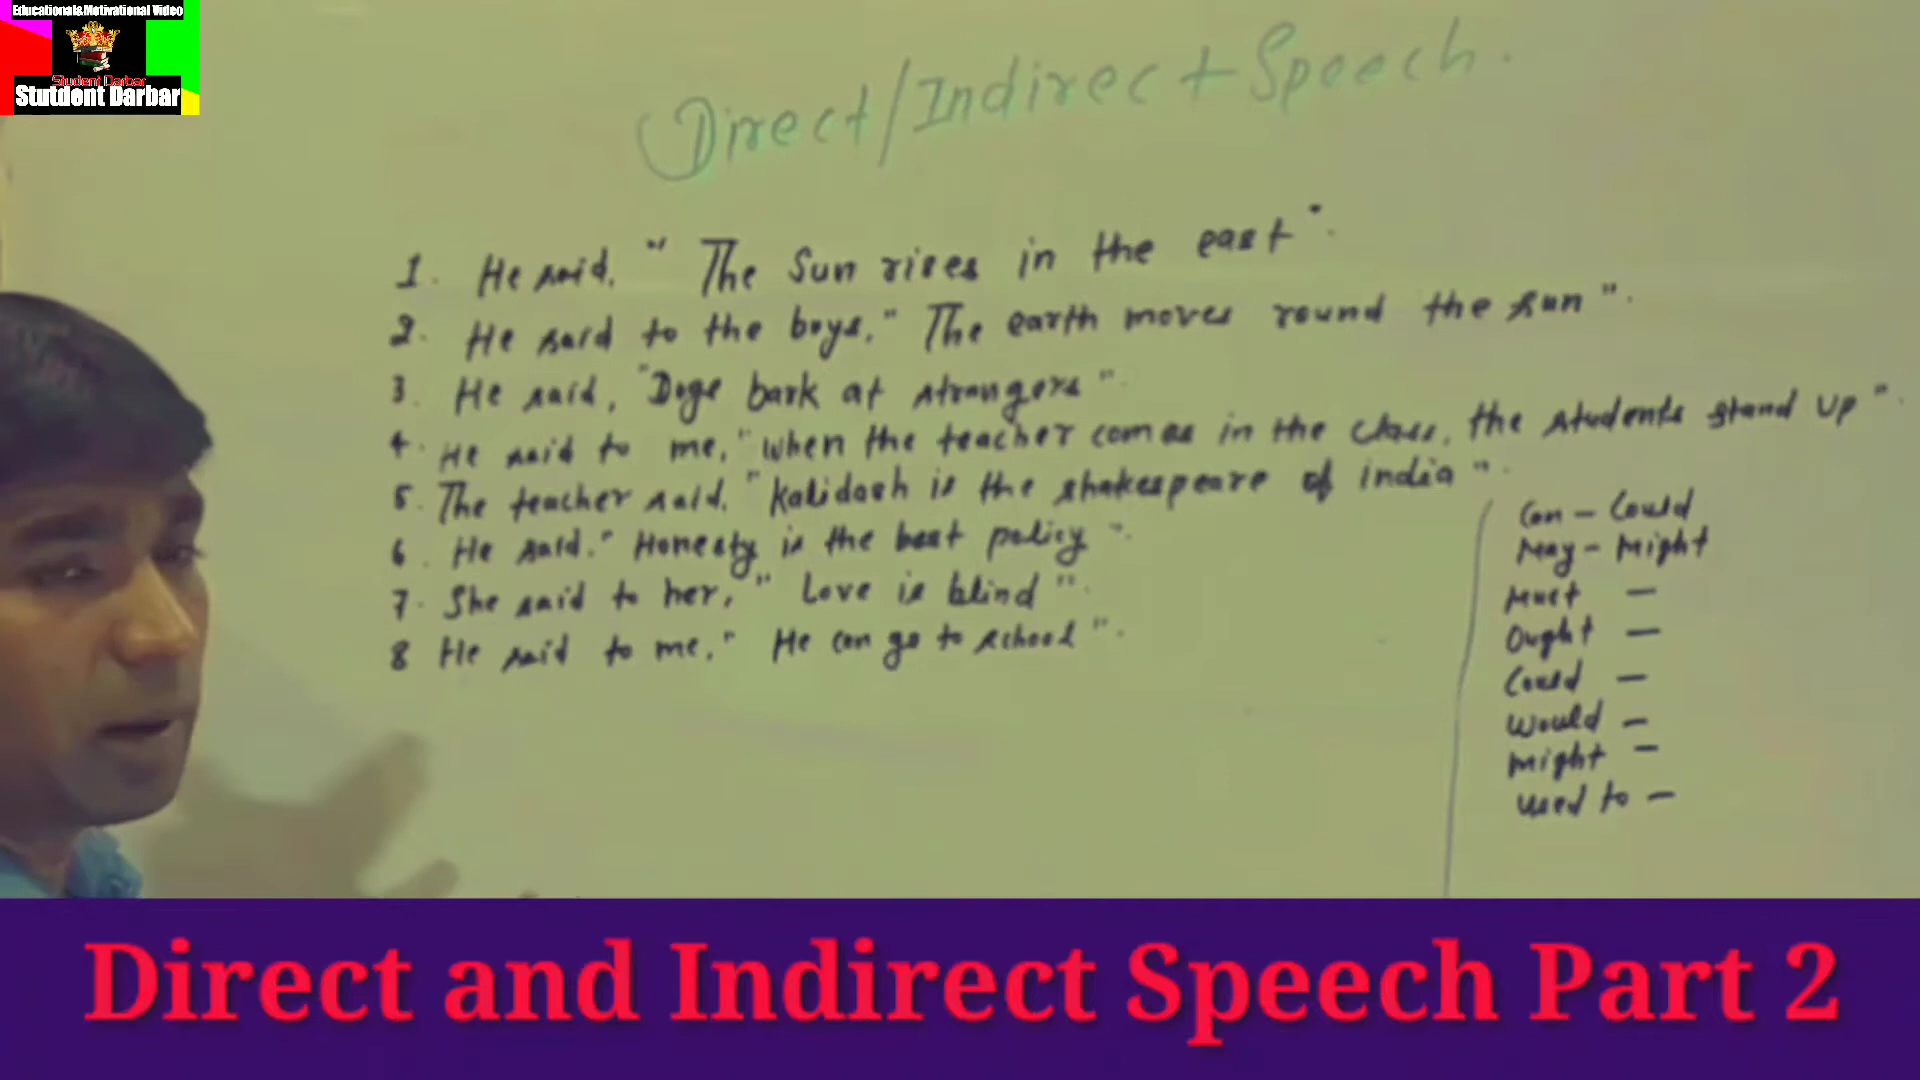 Educational&Motivational Video
Student Darbar
Stutdent Darbar
Direct/Indirect Speech.
1. He said, " The Sun rises in the east ".
2. He said to the boys, " The earth moves round the sun ".
3. He said, "Dogs bark at strangers ".
4. He said to me, "when the teacher comes in the class, the students stand up ".
5. The teacher said, "Kalidash is the shakespeare of india ".
6. He said." Honesty is the best policy ".
7. She said to her, " Love is blind ".
8 He said to me, " He can go to school ".
Can - Could
May - Might
Must -
Ought -
Could -
Would -
Might -
Used to -
Direct and Indirect Speech Part 2